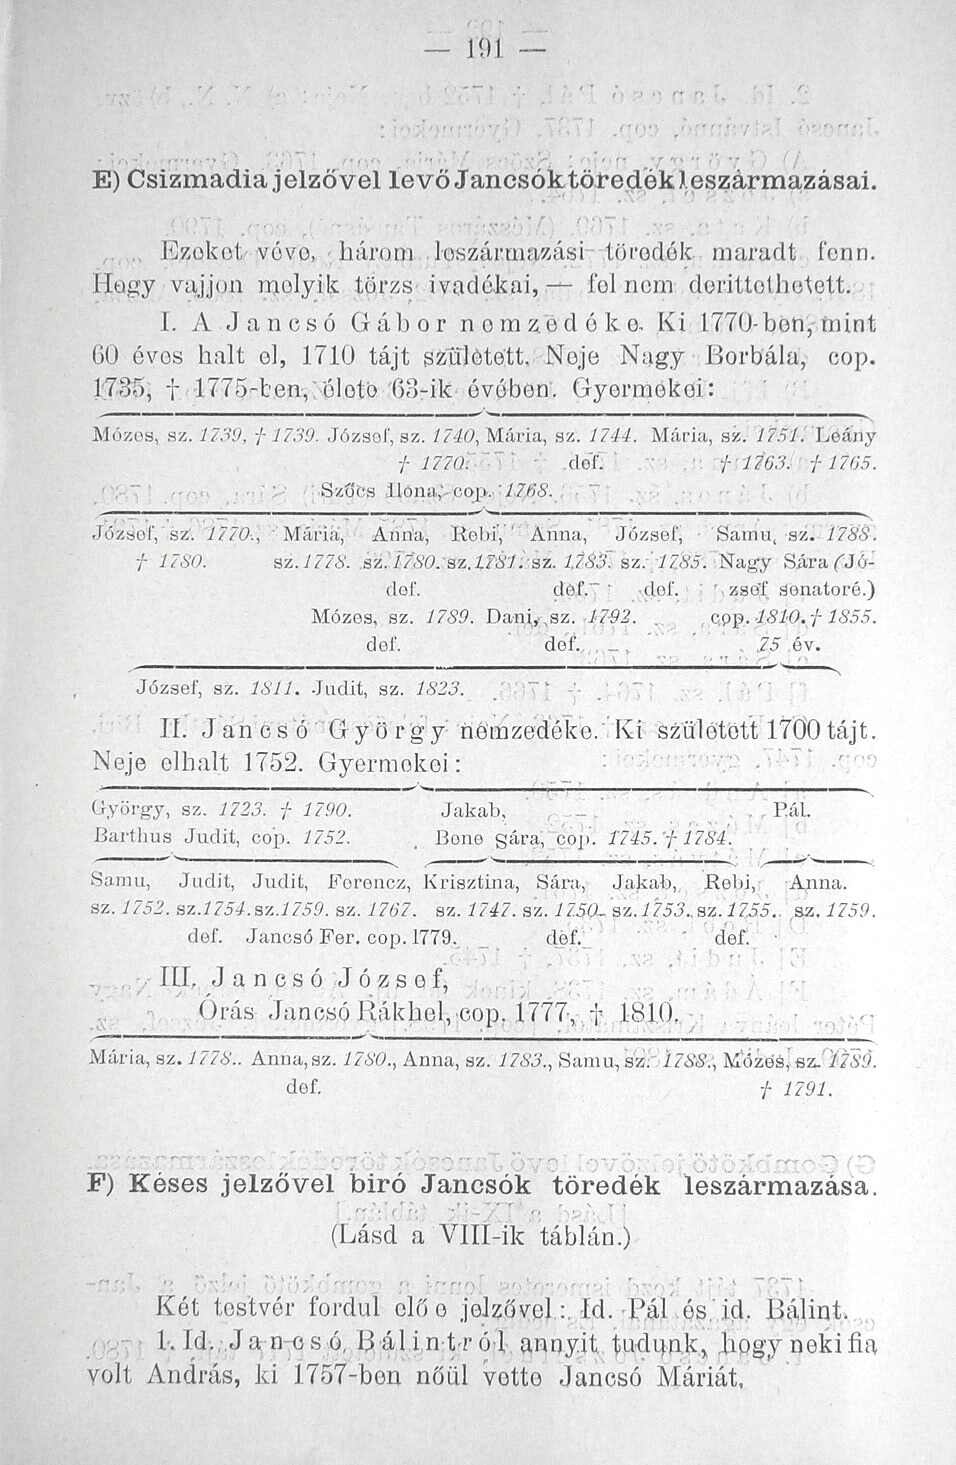 — 191 —
E) Csizmadia jelzővel levő Jancsók töredék leszármazásai.
Ezeket véve, három leszármazási töredék maradt fenn.
Hogy vajjon melyik törzs ivadékai, — fel nem deríttethetett.
I. A Jancsó Gábor nemzedéke. Ki 1770-ben, mint
60 éves halt el, 1710 tájt született. Neje Nagy Borbála, cop.
1735, † 1775-ben, élete 63-ik évében. Gyermekei:
Mózes, sz. 1739, † 1739. József, sz. 1740, Mária, sz. 1744. Mária, sz. 1751. Leány
† 1770. def. † 1763. † 1765.
Szőcs Ilona, cop. 1768.
József, sz. 1770., Mária, Anna, Rebi, Anna, József, Samu, sz. 1788.
† 1780. sz. 1778. sz. 1780. sz. 1781. sz. 1783. sz. 1785. Nagy Sára (Jó-
def. def. def. zsef senatoré.)
Mózes, sz. 1789. Dani, sz. 1792. cop. 1810. † 1855.
def. def. 75 év.
József, sz. 1811. Judit, sz. 1823.
II. Jancsó György nemzedéke. Ki született 1700 tájt.
Neje elhalt 1752. Gyermekei:
György, sz. 1723. † 1790. Jakab, Pál.
Barthus Judit, cop. 1752. Bene sára, cop. 1745. † 1784.
Samu, Judit, Judit, Ferencz, Krisztina, Sára, Jakab, Rebi, Anna.
sz. 1752. sz. 1754. sz. 1759. sz. 1767. sz. 1747. sz. 1750. sz. 1753. sz. 1755. sz. 1759.
def. Jancsó Fer. cop. 1779. def. def.
III. Jancsó József,
Órás Jancsó Rákhel, cop. 1777, † 1810.
Mária, sz. 1778.. Anna, sz. 1780., Anna, sz. 1783., Samu, sz. 1788., Mózes, sz. 1789.
def. † 1791.
F) Késes jelzővel biró Jancsók töredék leszármazása.
(Lásd a VIII-ik táblán.)
Két testvér fordul elő e jelzővel: Id. Pál és id. Bálint.
1. Id. Jancsó Bálintról annyit tudunk, hogy neki fia
volt András, ki 1757-ben nőül vette Jancsó Máriát,